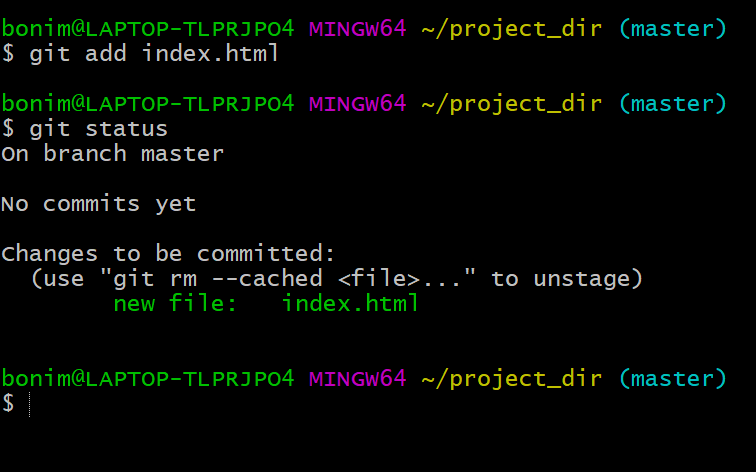 bonim@LAPTOP-TLPRJPO4 MINGW64 ~/project_dir (master)
$ git add index.html
bonim@LAPTOP-TLPRJPO4 MINGW64 ~/project_dir (master)
$ git status
On branch master
No commits yet
Changes to be committed:
  (use "git rm --cached <file>..." to unstage)
        new file:   index.html
bonim@LAPTOP-TLPRJPO4 MINGW64 ~/project_dir (master)
$